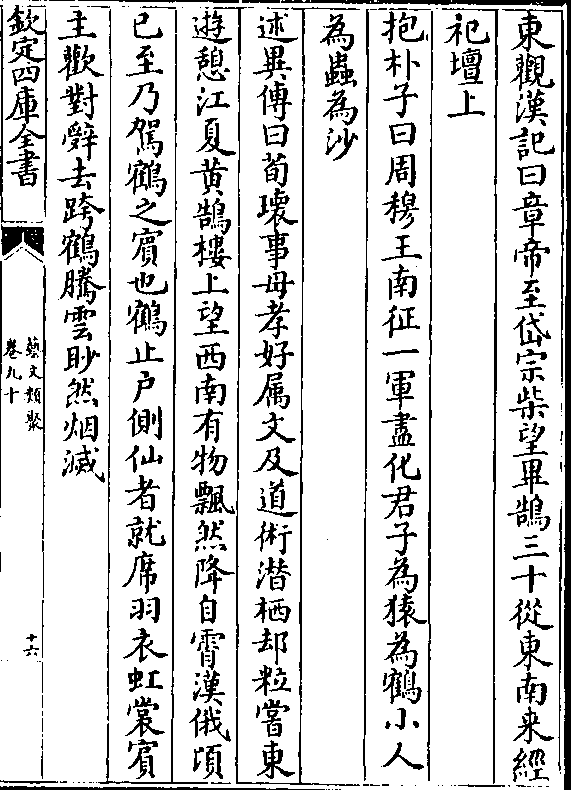 東觀漢記曰章帝至岱宗柴望畢鵠三十從東南來經
祀壇上
抱朴子曰周穆王南征一軍盡化君子為猿為鶴小人
為蟲為沙
述異傳曰荀瓌事母孝好属文及道術潜栖却粒嘗東
遊憩江夏黄鵠樓上望西南有物飄然降自霄漢俄頃
已至乃駕鶴之賓也鶴止户側仙者就席羽衣虹裳賓
主歡對辭去跨鶴騰雲眇然烟滅
欽定四庫全書
藝文類聚
卷九十
十六